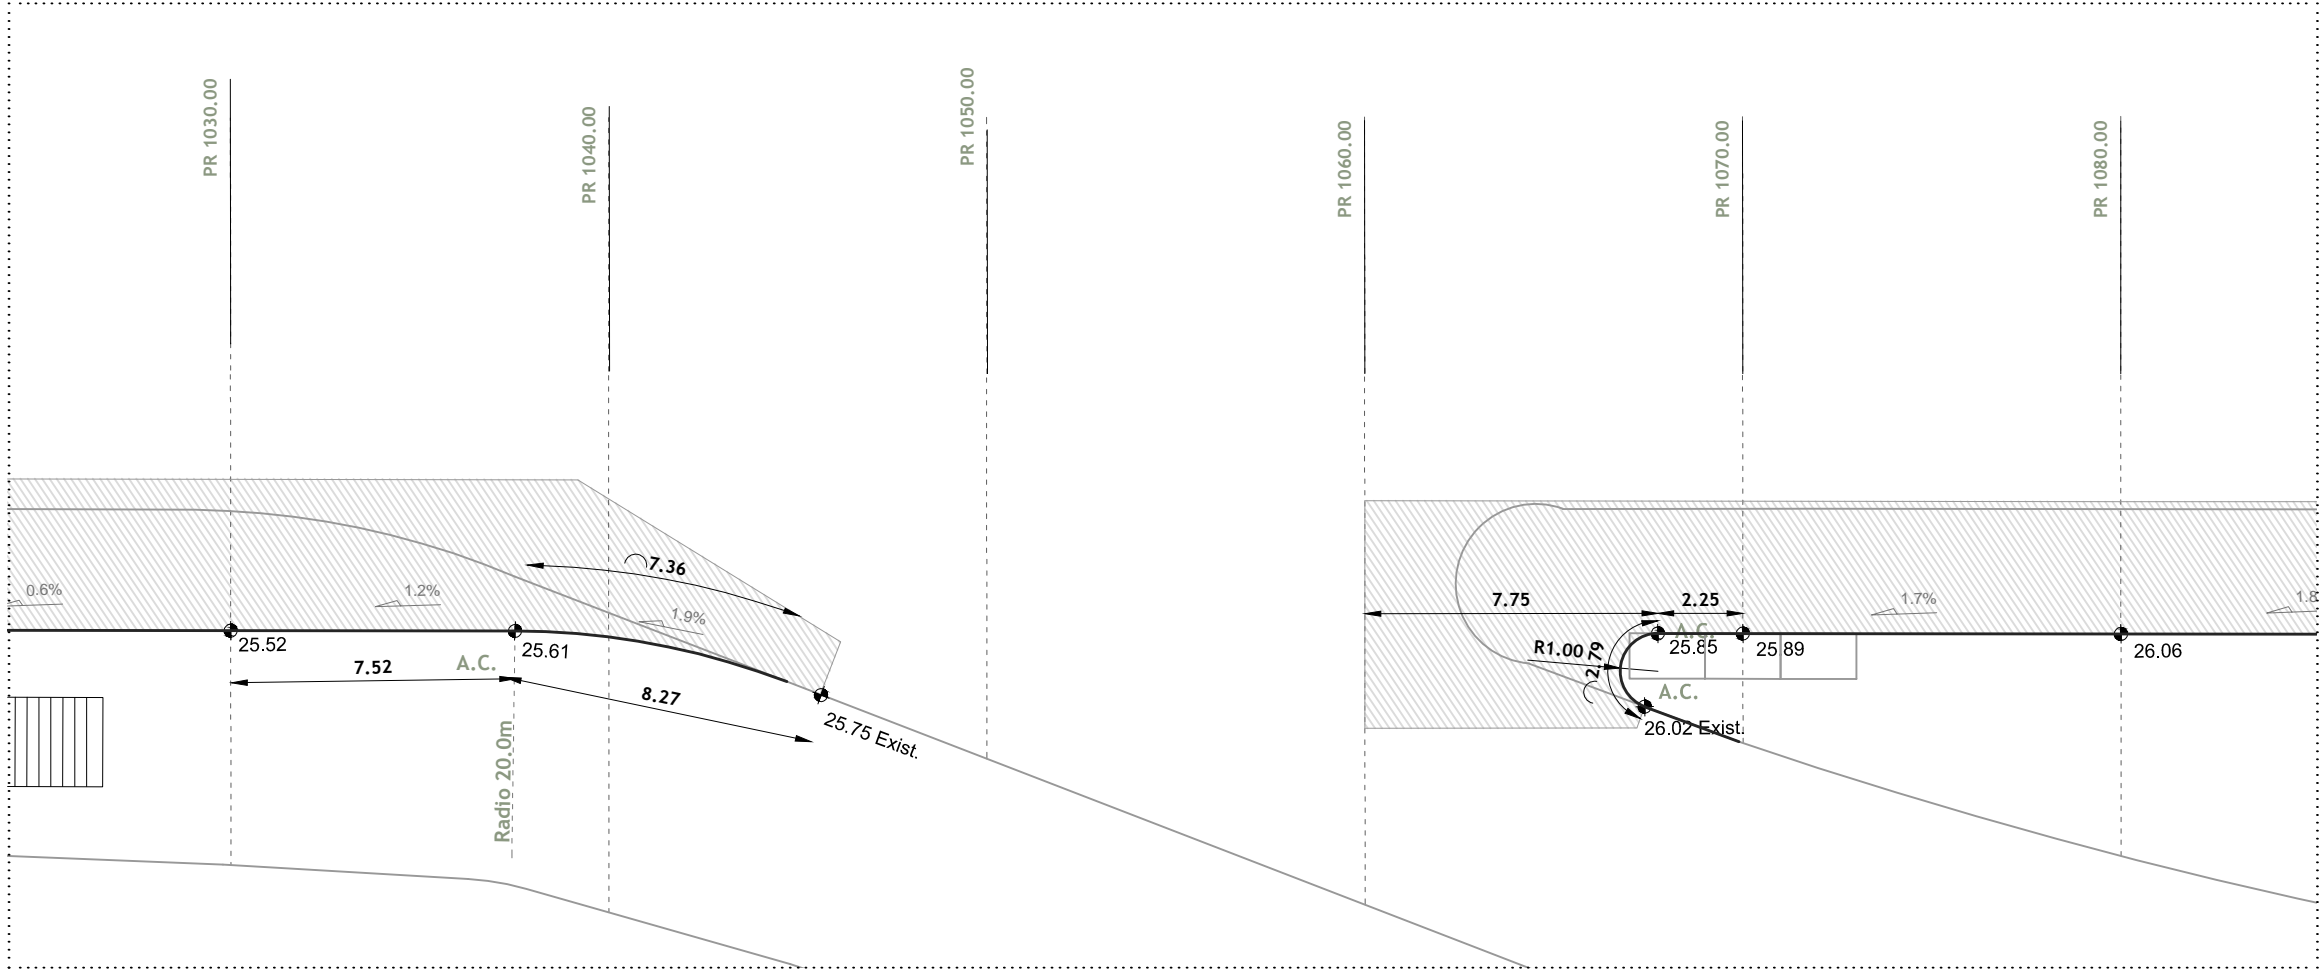 PR 1030.00
PR 1040.00
PR 1050.00
PR 1060.00
PR 1070.00
PR 1080.00
7.36
0.6%
1.2%
1.9%
25.52
25.61
7.52
A.C.
8.27
25.75 Exist.
Radio 20.0m
7.75
2.25
1.7%
1.8
A.C.
25.85
25.89
26.06
R1.00
2.79
A.C.
26.02 Exist.